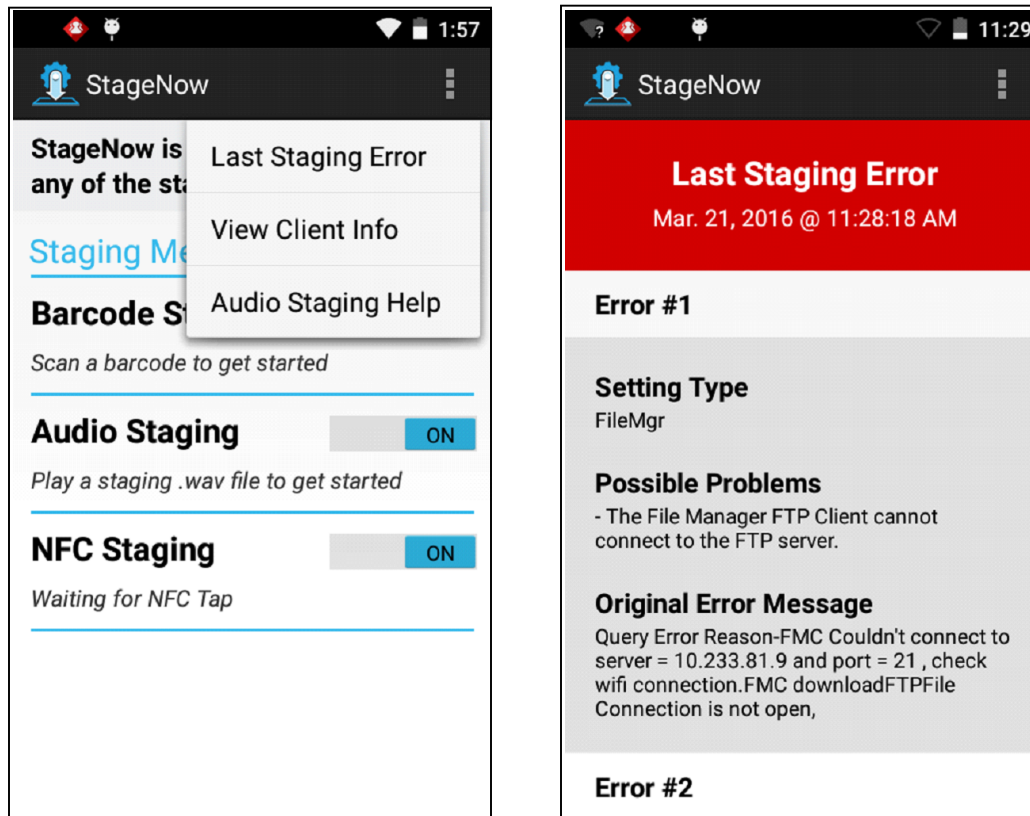 1:57
StageNow
StageNow is
any of the sta
Last Staging Error
View Client Info
Audio Staging Help
Staging Me
Barcode St
Scan a barcode to get started
Audio Staging
ON
Play a staging .wav file to get started
NFC Staging
ON
Waiting for NFC Tap
?
11:29
StageNow
Last Staging Error
Mar. 21, 2016 @ 11:28:18 AM
Error #1
Setting Type
FileMgr
Possible Problems
- The File Manager FTP Client cannot
connect to the FTP server.
Original Error Message
Query Error Reason-FMC Couldn't connect to
server = 10.233.81.9 and port = 21 , check
wifi connection.FMC downloadFTPFile
Connection is not open,
Error #2